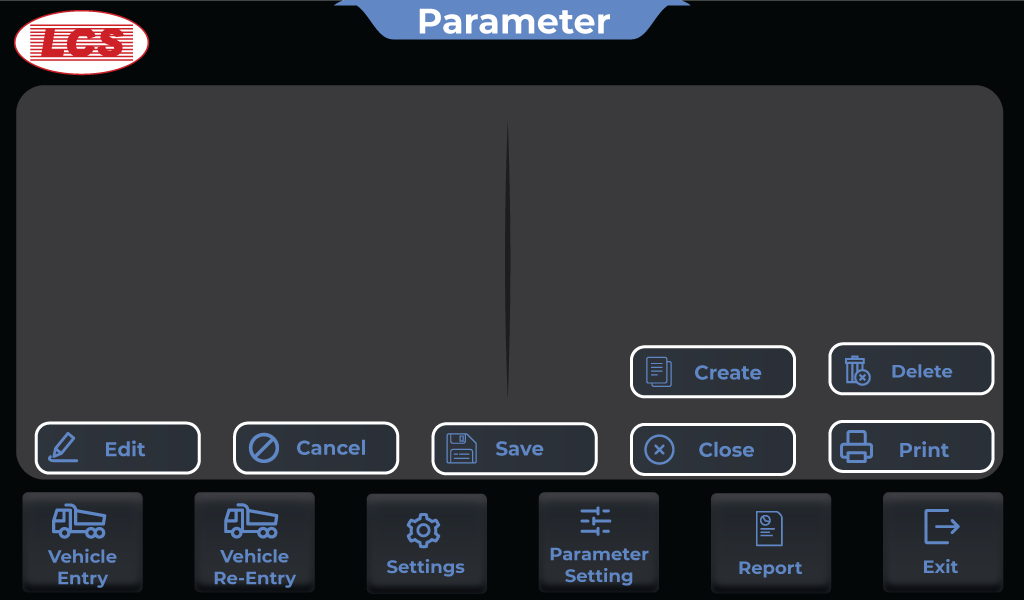 Parameter
LCS
Create
Delete
Edit
Cancel
Save
Close
Print
Vehicle
Entry
Vehicle
Re-Entry
Settings
Parameter
Setting
Report
Exit